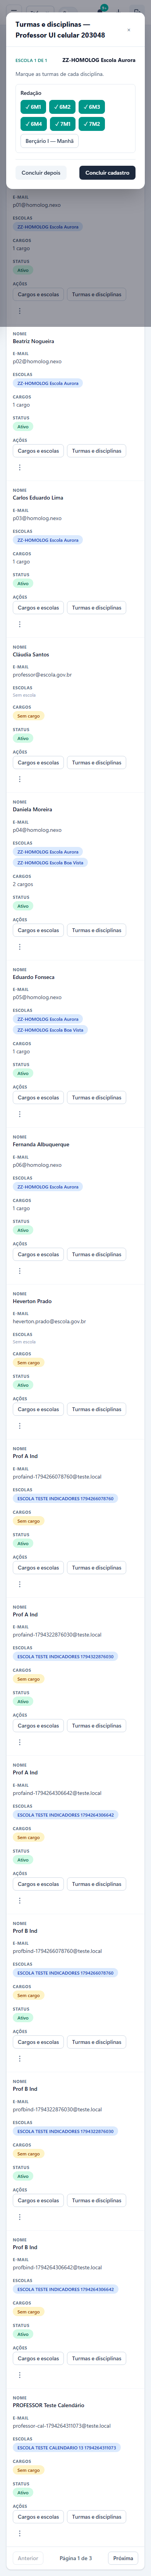 Turmas e disciplinas —
Professor UI celular 203048
×
ESCOLA 1 DE 1
ZZ-HOMOLOG Escola Aurora
Marque as turmas de cada disciplina.
Redação
✓ 6M1
✓ 6M2
✓ 6M3
✓ 6M4
✓ 7M1
✓ 7M2
Berçário I — Manhã
Concluir depois
Concluir cadastro
NOME
E-MAIL
p01@homolog.nexo
ESCOLAS
ZZ-HOMOLOG Escola Aurora
CARGOS
1 cargo
STATUS
Ativo
AÇÕES
Cargos e escolas
Turmas e disciplinas
NOME
Beatriz Nogueira
E-MAIL
p02@homolog.nexo
ESCOLAS
ZZ-HOMOLOG Escola Aurora
CARGOS
1 cargo
STATUS
Ativo
AÇÕES
Cargos e escolas
Turmas e disciplinas
NOME
Carlos Eduardo Lima
E-MAIL
p03@homolog.nexo
ESCOLAS
ZZ-HOMOLOG Escola Aurora
CARGOS
1 cargo
STATUS
Ativo
AÇÕES
Cargos e escolas
Turmas e disciplinas
NOME
Cláudia Santos
E-MAIL
professor@escola.gov.br
ESCOLAS
Sem escola
CARGOS
Sem cargo
STATUS
Ativo
AÇÕES
Cargos e escolas
Turmas e disciplinas
NOME
Daniela Moreira
E-MAIL
p04@homolog.nexo
ESCOLAS
ZZ-HOMOLOG Escola Aurora
ZZ-HOMOLOG Escola Boa Vista
CARGOS
2 cargos
STATUS
Ativo
AÇÕES
Cargos e escolas
Turmas e disciplinas
NOME
Eduardo Fonseca
E-MAIL
p05@homolog.nexo
ESCOLAS
ZZ-HOMOLOG Escola Aurora
ZZ-HOMOLOG Escola Boa Vista
CARGOS
1 cargo
STATUS
Ativo
AÇÕES
Cargos e escolas
Turmas e disciplinas
NOME
Fernanda Albuquerque
E-MAIL
p06@homolog.nexo
ESCOLAS
ZZ-HOMOLOG Escola Aurora
CARGOS
1 cargo
STATUS
Ativo
AÇÕES
Cargos e escolas
Turmas e disciplinas
NOME
Heverton Prado
E-MAIL
heverton.prado@escola.gov.br
ESCOLAS
Sem escola
CARGOS
Sem cargo
STATUS
Ativo
AÇÕES
Cargos e escolas
Turmas e disciplinas
NOME
Prof A Ind
E-MAIL
profaind-1794266078760@teste.local
ESCOLAS
ESCOLA TESTE INDICADORES 1794266078760
CARGOS
Sem cargo
STATUS
Ativo
AÇÕES
Cargos e escolas
Turmas e disciplinas
NOME
Prof A Ind
E-MAIL
profaind-1794322876030@teste.local
ESCOLAS
ESCOLA TESTE INDICADORES 1794322876030
CARGOS
Sem cargo
STATUS
Ativo
AÇÕES
Cargos e escolas
Turmas e disciplinas
NOME
Prof A Ind
E-MAIL
profaind-1794264306642@teste.local
ESCOLAS
ESCOLA TESTE INDICADORES 1794264306642
CARGOS
Sem cargo
STATUS
Ativo
AÇÕES
Cargos e escolas
Turmas e disciplinas
NOME
Prof B Ind
E-MAIL
profbind-1794266078760@teste.local
ESCOLAS
ESCOLA TESTE INDICADORES 1794266078760
CARGOS
Sem cargo
STATUS
Ativo
AÇÕES
Cargos e escolas
Turmas e disciplinas
NOME
Prof B Ind
E-MAIL
profbind-1794322876030@teste.local
ESCOLAS
ESCOLA TESTE INDICADORES 1794322876030
CARGOS
Sem cargo
STATUS
Ativo
AÇÕES
Cargos e escolas
Turmas e disciplinas
NOME
Prof B Ind
E-MAIL
profbind-1794264306642@teste.local
ESCOLAS
ESCOLA TESTE INDICADORES 1794264306642
CARGOS
Sem cargo
STATUS
Ativo
AÇÕES
Cargos e escolas
Turmas e disciplinas
NOME
PROFESSOR Teste Calendário
E-MAIL
professor-cal-1794264311073@teste.local
ESCOLAS
ESCOLA TESTE CALENDARIO 13 1794264311073
CARGOS
Sem cargo
STATUS
Ativo
AÇÕES
Cargos e escolas
Turmas e disciplinas
Anterior
Página 1 de 3
Próxima